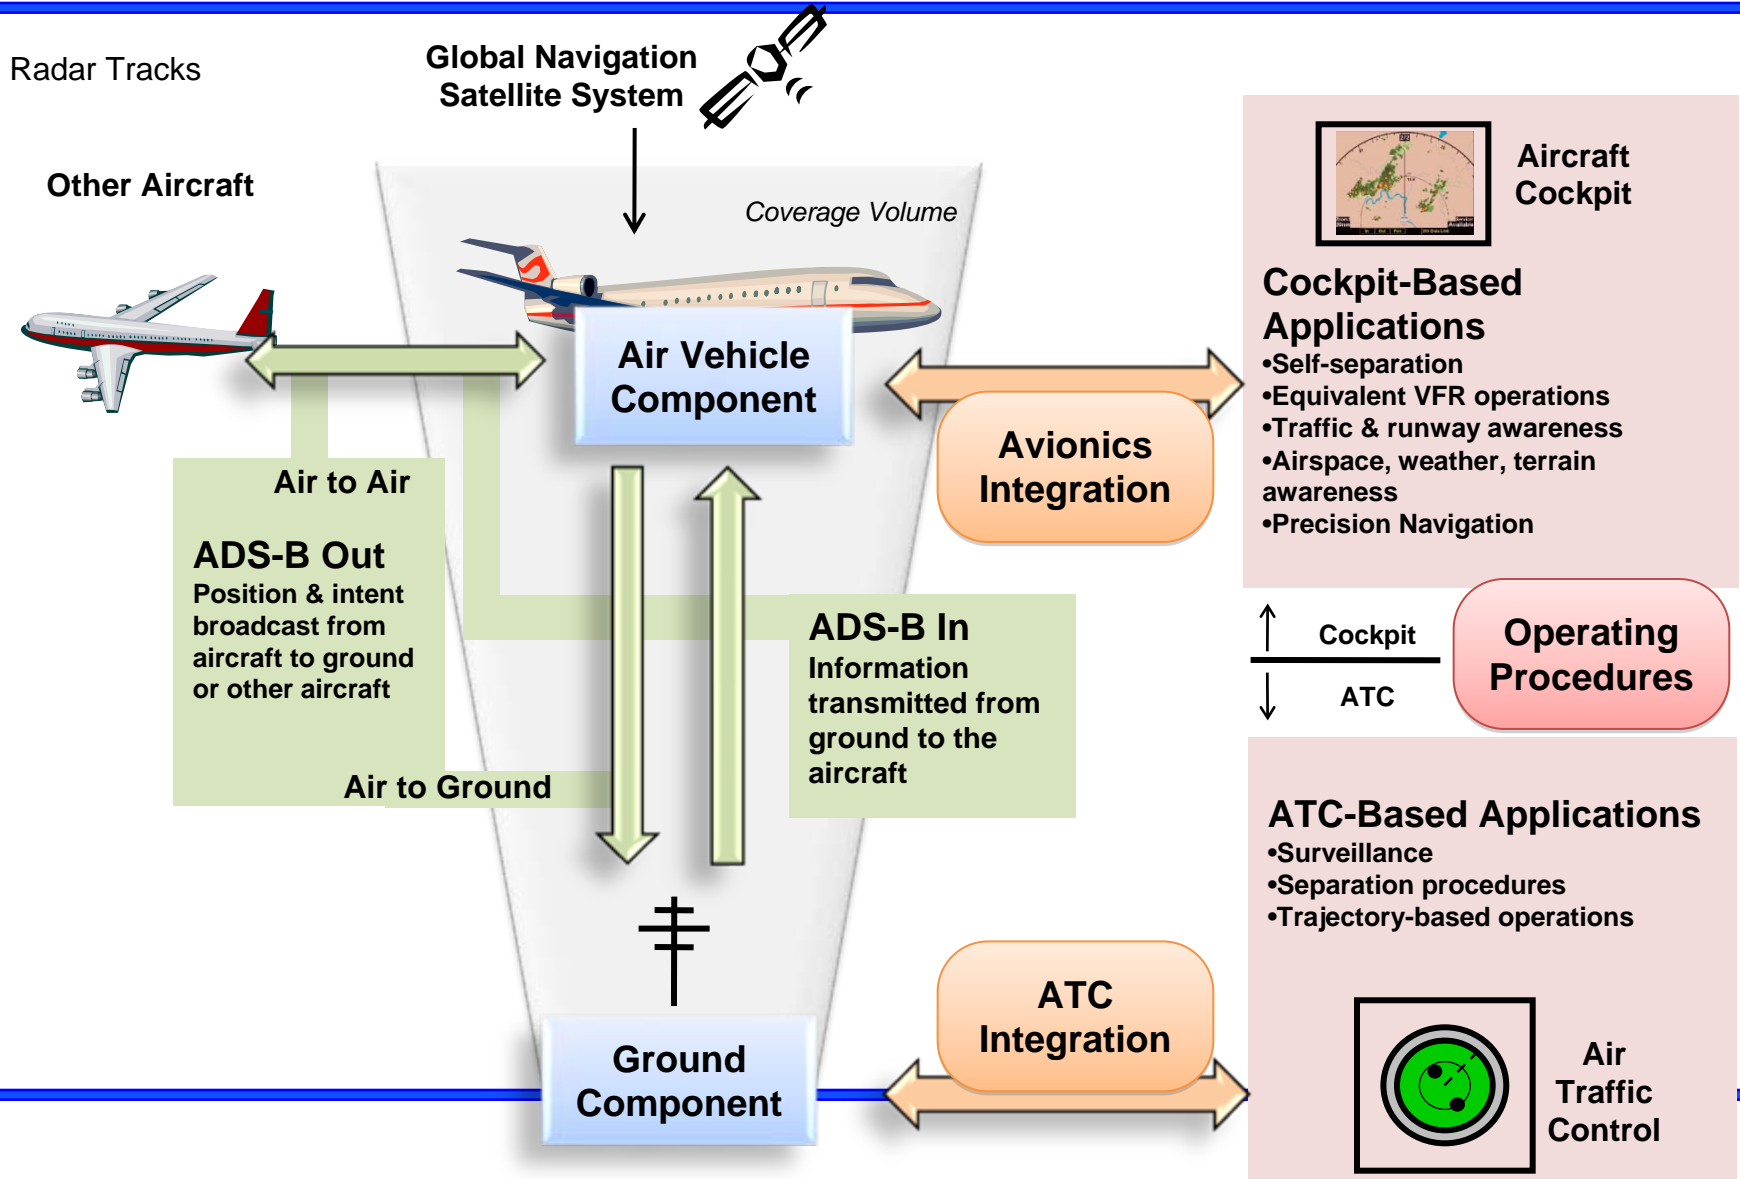 Radar Tracks
Global Navigation
Satellite System
Other Aircraft
Coverage Volume
Aircraft
Cockpit
Cockpit-Based
Applications
•Self-separation
•Equivalent VFR operations
•Traffic & runway awareness
•Airspace, weather, terrain
awareness
•Precision Navigation
Air Vehicle
Component
Avionics
Integration
Air to Air
ADS-B Out
Position & intent
broadcast from
aircraft to ground
or other aircraft
Air to Ground
ADS-B In
Information
transmitted from
ground to the
aircraft
Cockpit
ATC
Operating
Procedures
ATC-Based Applications
•Surveillance
•Separation procedures
•Trajectory-based operations
ATC
Integration
Ground
Component
Air
Traffic
Control